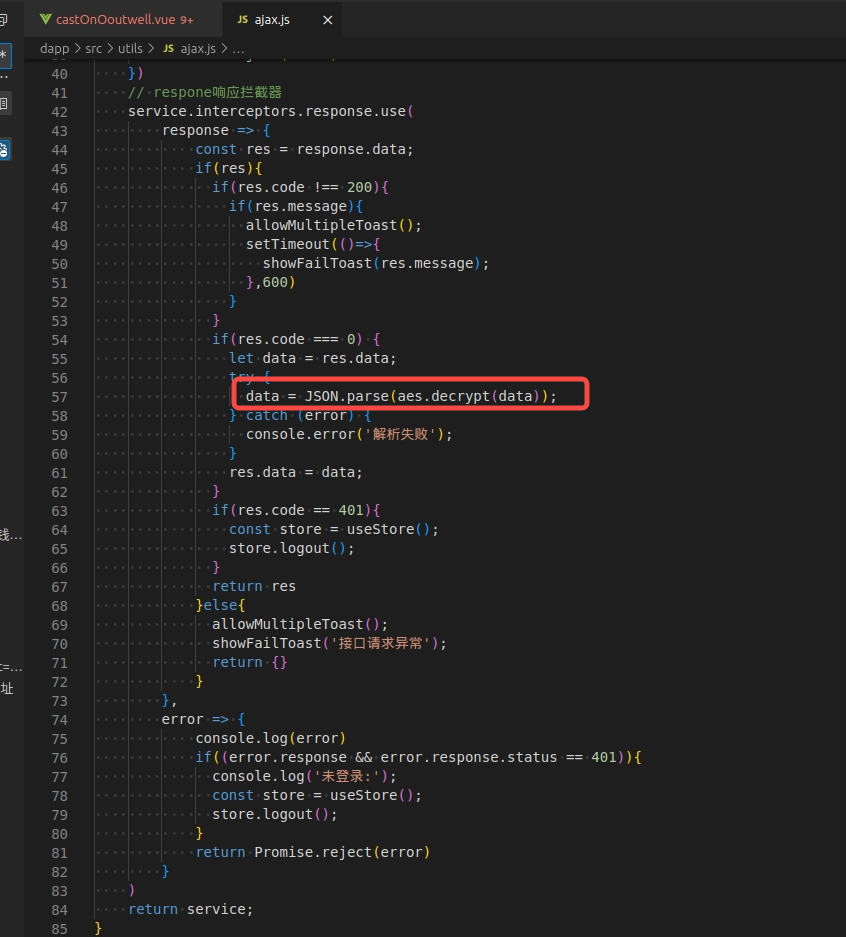 castOnOoutwell.vue 9+
JS ajax.js ×
dapp > src > utils > JS ajax.js > ...
40 })
41 // respone响应拦截器
42 service.interceptors.response.use(
43 response => {
44 const res = response.data;
45 if(res){
46 if(res.code !== 200){
47 if(res.message){
48 allowMultipleToast();
49 setTimeout(()=>{
50 showFailToast(res.message);
51 },600)
52 }
53 }
54 if(res.code === 0) {
55 let data = res.data;
56 try {
57 data = JSON.parse(aes.decrypt(data));
58 } catch (error) {
59 console.error('解析失败');
60 }
61 res.data = data;
62 }
63 if(res.code == 401){
64 const store = useStore();
65 store.logout();
66 }
67 return res
68 }else{
69 allowMultipleToast();
70 showFailToast('接口请求异常');
71 return {}
72 }
73 },
74 error => {
75 console.log(error)
76 if((error.response && error.response.status == 401)){
77 console.log('未登录:');
78 const store = useStore();
79 store.logout();
80 }
81 return Promise.reject(error)
82 }
83 )
84 return service;
85 }
钱...
t=...
址